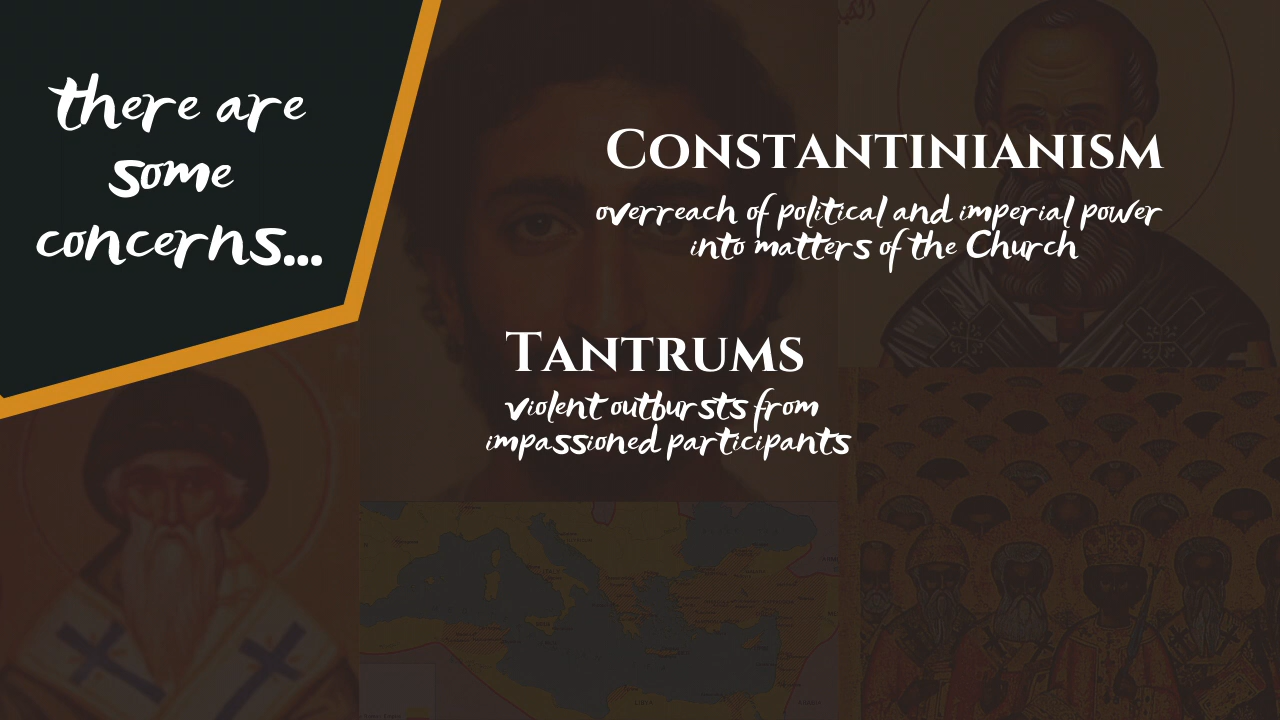 there are
some
concerns...
Constantinianism
overreach of political and imperial power
into matters of the Church
Tantrums
violent outbursts from
impassioned participants